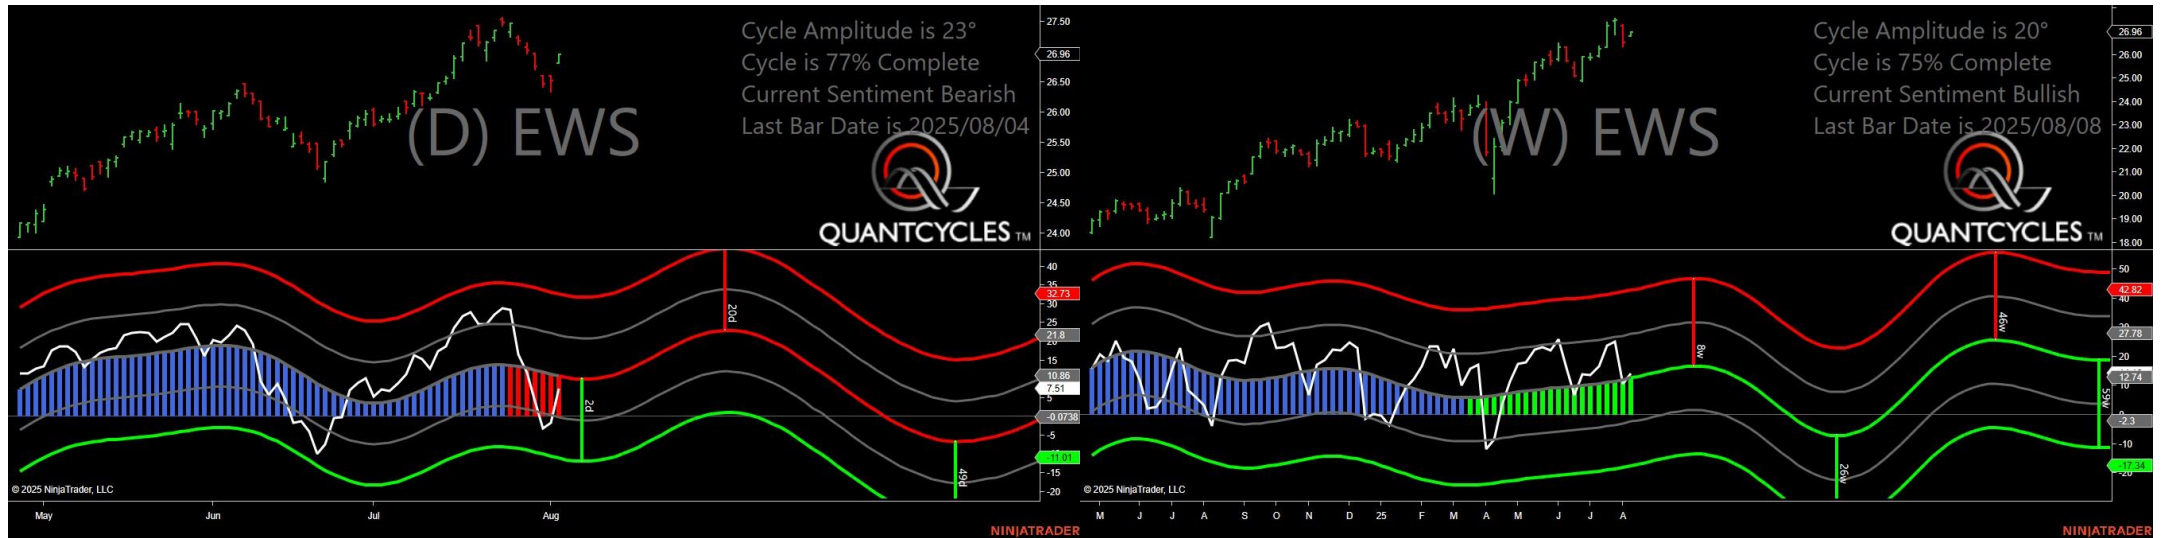 Cycle Amplitude is 23°
Cycle is 77% Complete
Current Sentiment Bearish
Last Bar Date is 2025/08/04
(D) EWS
QUANTCYCLES TM
27.50
26.96
26.50
26.00
25.50
25.00
24.50
24.00
40
35
32.73
30
25
21.8
20
15
10.86
7.51
5
-0.0738
-5
-11.01
-15
-20
20d
2d
49d
© 2025 NinjaTrader, LLC
May
Jun
Jul
Aug
NINJATRADER
Cycle Amplitude is 20°
Cycle is 75% Complete
Current Sentiment Bullish
Last Bar Date is 2025/08/08
(W) EWS
QUANTCYCLES TM
26.96
26.00
25.00
24.00
23.00
22.00
21.00
20.00
19.00
18.00
50
42.82
40
27.78
20
12.74
0
-2.3
-10
-17.34
8w
46w
26w
59w
© 2025 NinjaTrader, LLC
M
J
J
A
S
O
N
D
25
F
M
A
M
J
J
A
NINJATRADER